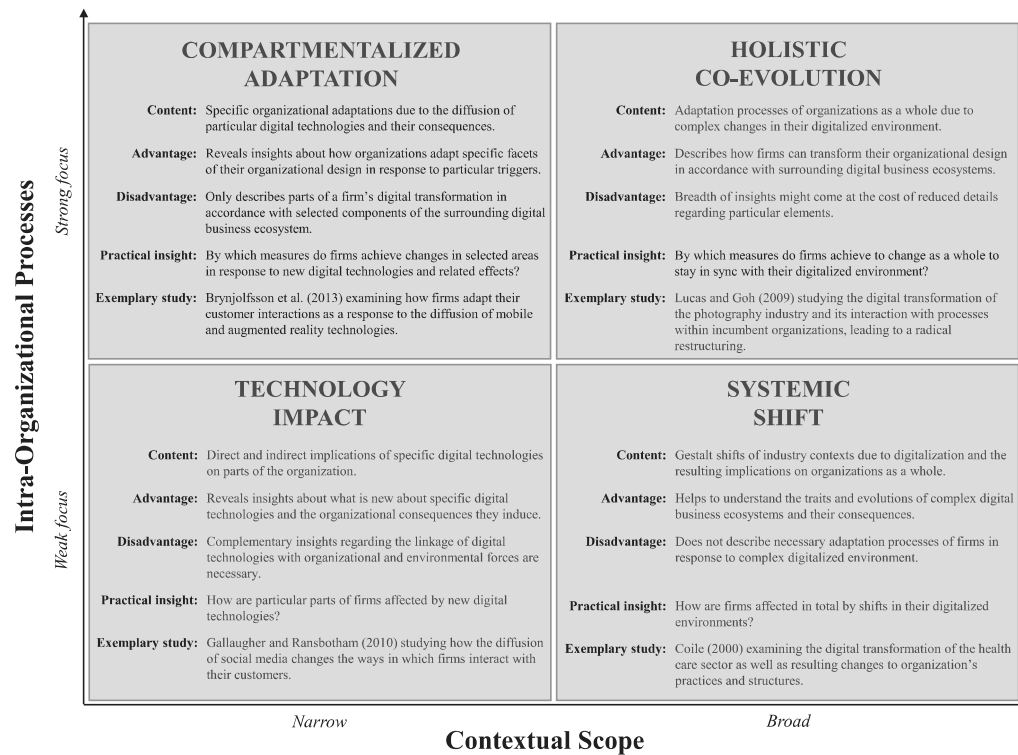 Intra-Organizational Processes
Strong focus
Weak focus
COMPARTMENTALIZED
ADAPTATION
Content: Specific organizational adaptations due to the diffusion of
particular digital technologies and their consequences.
Advantage: Reveals insights about how organizations adapt specific facets
of their organizational design in response to particular triggers.
Disadvantage: Only describes parts of a firm's digital transformation in
accordance with selected components of the surrounding digital
business ecosystem.
Practical insight: By which measures do firms achieve changes in selected areas
in response to new digital technologies and related effects?
Exemplary study: Brynjolfsson et al. (2013) examining how firms adapt their
customer interactions as a response to the diffusion of mobile
and augmented reality technologies.
HOLISTIC
CO-EVOLUTION
Content: Adaptation processes of organizations as a whole due to
complex changes in their digitalized environment.
Advantage: Describes how firms can transform their organizational design
in accordance with surrounding digital business ecosystems.
Disadvantage: Breadth of insights might come at the cost of reduced details
regarding particular elements.
Practical insight: By which measures do firms achieve to change as a whole to
stay in sync with their digitalized environment?
Exemplary study: Lucas and Goh (2009) studying the digital transformation of
the photography industry and its interaction with processes
within incumbent organizations, leading to a radical
restructuring.
TECHNOLOGY
IMPACT
Content: Direct and indirect implications of specific digital technologies
on parts of the organization.
Advantage: Reveals insights about what is new about specific digital
technologies and the organizational consequences they induce.
Disadvantage: Complementary insights regarding the linkage of digital
technologies with organizational and environmental forces are
necessary.
Practical insight: How are particular parts of firms affected by new digital
technologies?
Exemplary study: Gallaugher and Ransbotham (2010) studying how the diffusion
of social media changes the ways in which firms interact with
their customers.
SYSTEMIC
SHIFT
Content: Gestalt shifts of industry contexts due to digitalization and the
resulting implications on organizations as a whole.
Advantage: Helps to understand the traits and evolutions of complex digital
business ecosystems and their consequences.
Disadvantage: Does not describe necessary adaptation processes of firms in
response to complex digitalized environment.
Practical insight: How are firms affected in total by shifts in their digitalized
environments?
Exemplary study: Coile (2000) examining the digital transformation of the health
care sector as well as resulting changes to organization's
practices and structures.
Narrow
Broad
Contextual Scope